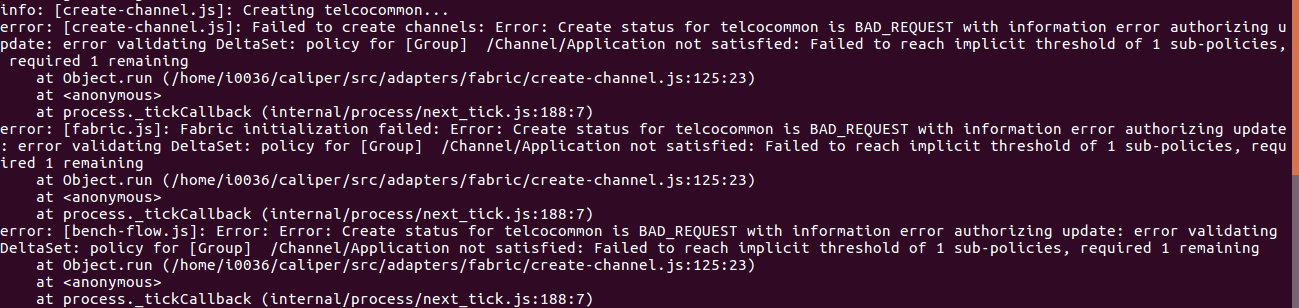 info: [create-channel.js]: Creating telcocommon...
error: [create-channel.js]: Failed to create channels: Error: Create status for telcocommon is BAD_REQUEST with information error authorizing u
pdate: error validating DeltaSet: policy for [Group]  /Channel/Application not satisfied: Failed to reach implicit threshold of 1 sub-policies,
 required 1 remaining
    at Object.run (/home/i0036/caliper/src/adapters/fabric/create-channel.js:125:23)
    at <anonymous>
    at process._tickCallback (internal/process/next_tick.js:188:7)
error: [fabric.js]: Fabric initialization failed: Error: Create status for telcocommon is BAD_REQUEST with information error authorizing update
: error validating DeltaSet: policy for [Group]  /Channel/Application not satisfied: Failed to reach implicit threshold of 1 sub-policies, requ
ired 1 remaining
    at Object.run (/home/i0036/caliper/src/adapters/fabric/create-channel.js:125:23)
    at <anonymous>
    at process._tickCallback (internal/process/next_tick.js:188:7)
error: [bench-flow.js]: Error: Error: Create status for telcocommon is BAD_REQUEST with information error authorizing update: error validating
DeltaSet: policy for [Group]  /Channel/Application not satisfied: Failed to reach implicit threshold of 1 sub-policies, required 1 remaining
    at Object.run (/home/i0036/caliper/src/adapters/fabric/create-channel.js:125:23)
    at <anonymous>
    at process._tickCallback (internal/process/next_tick.js:188:7)